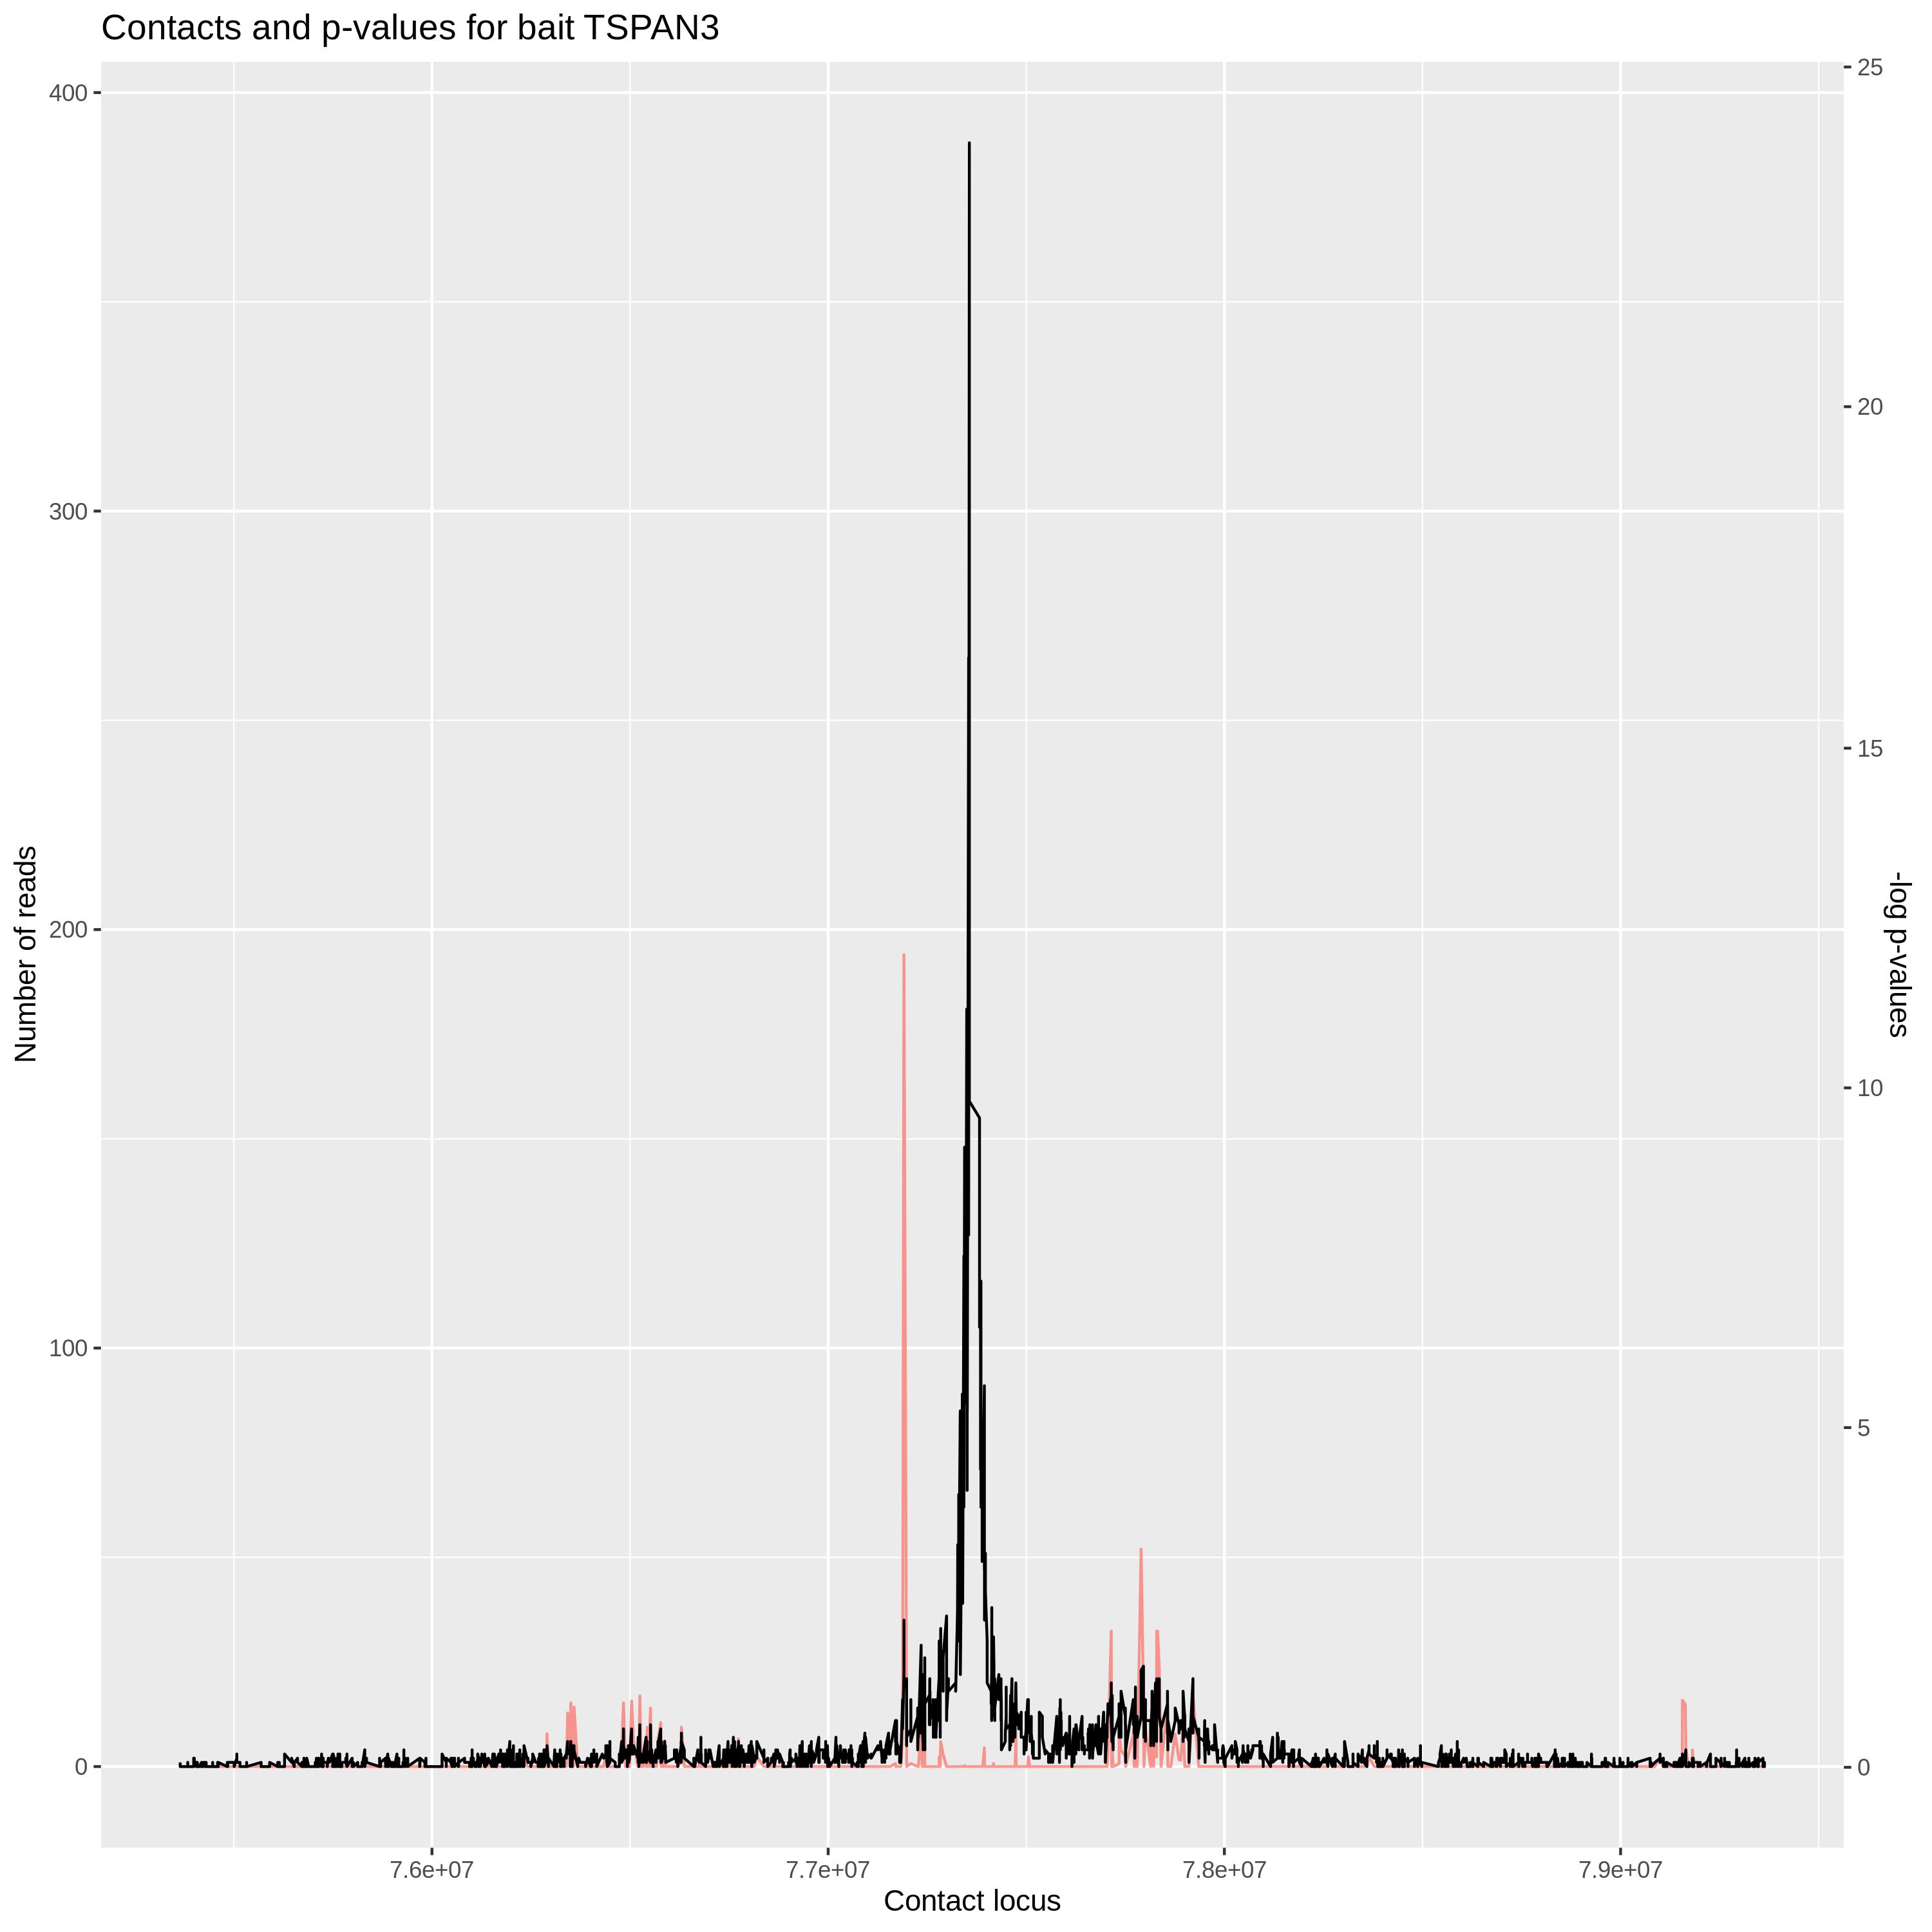 Contacts and p-values for bait TSPAN3
400
300
200
100
0
Number of reads
25
20
15
10
5
0
-log p-values
7.6e+07
7.7e+07
7.8e+07
7.9e+07
Contact locus